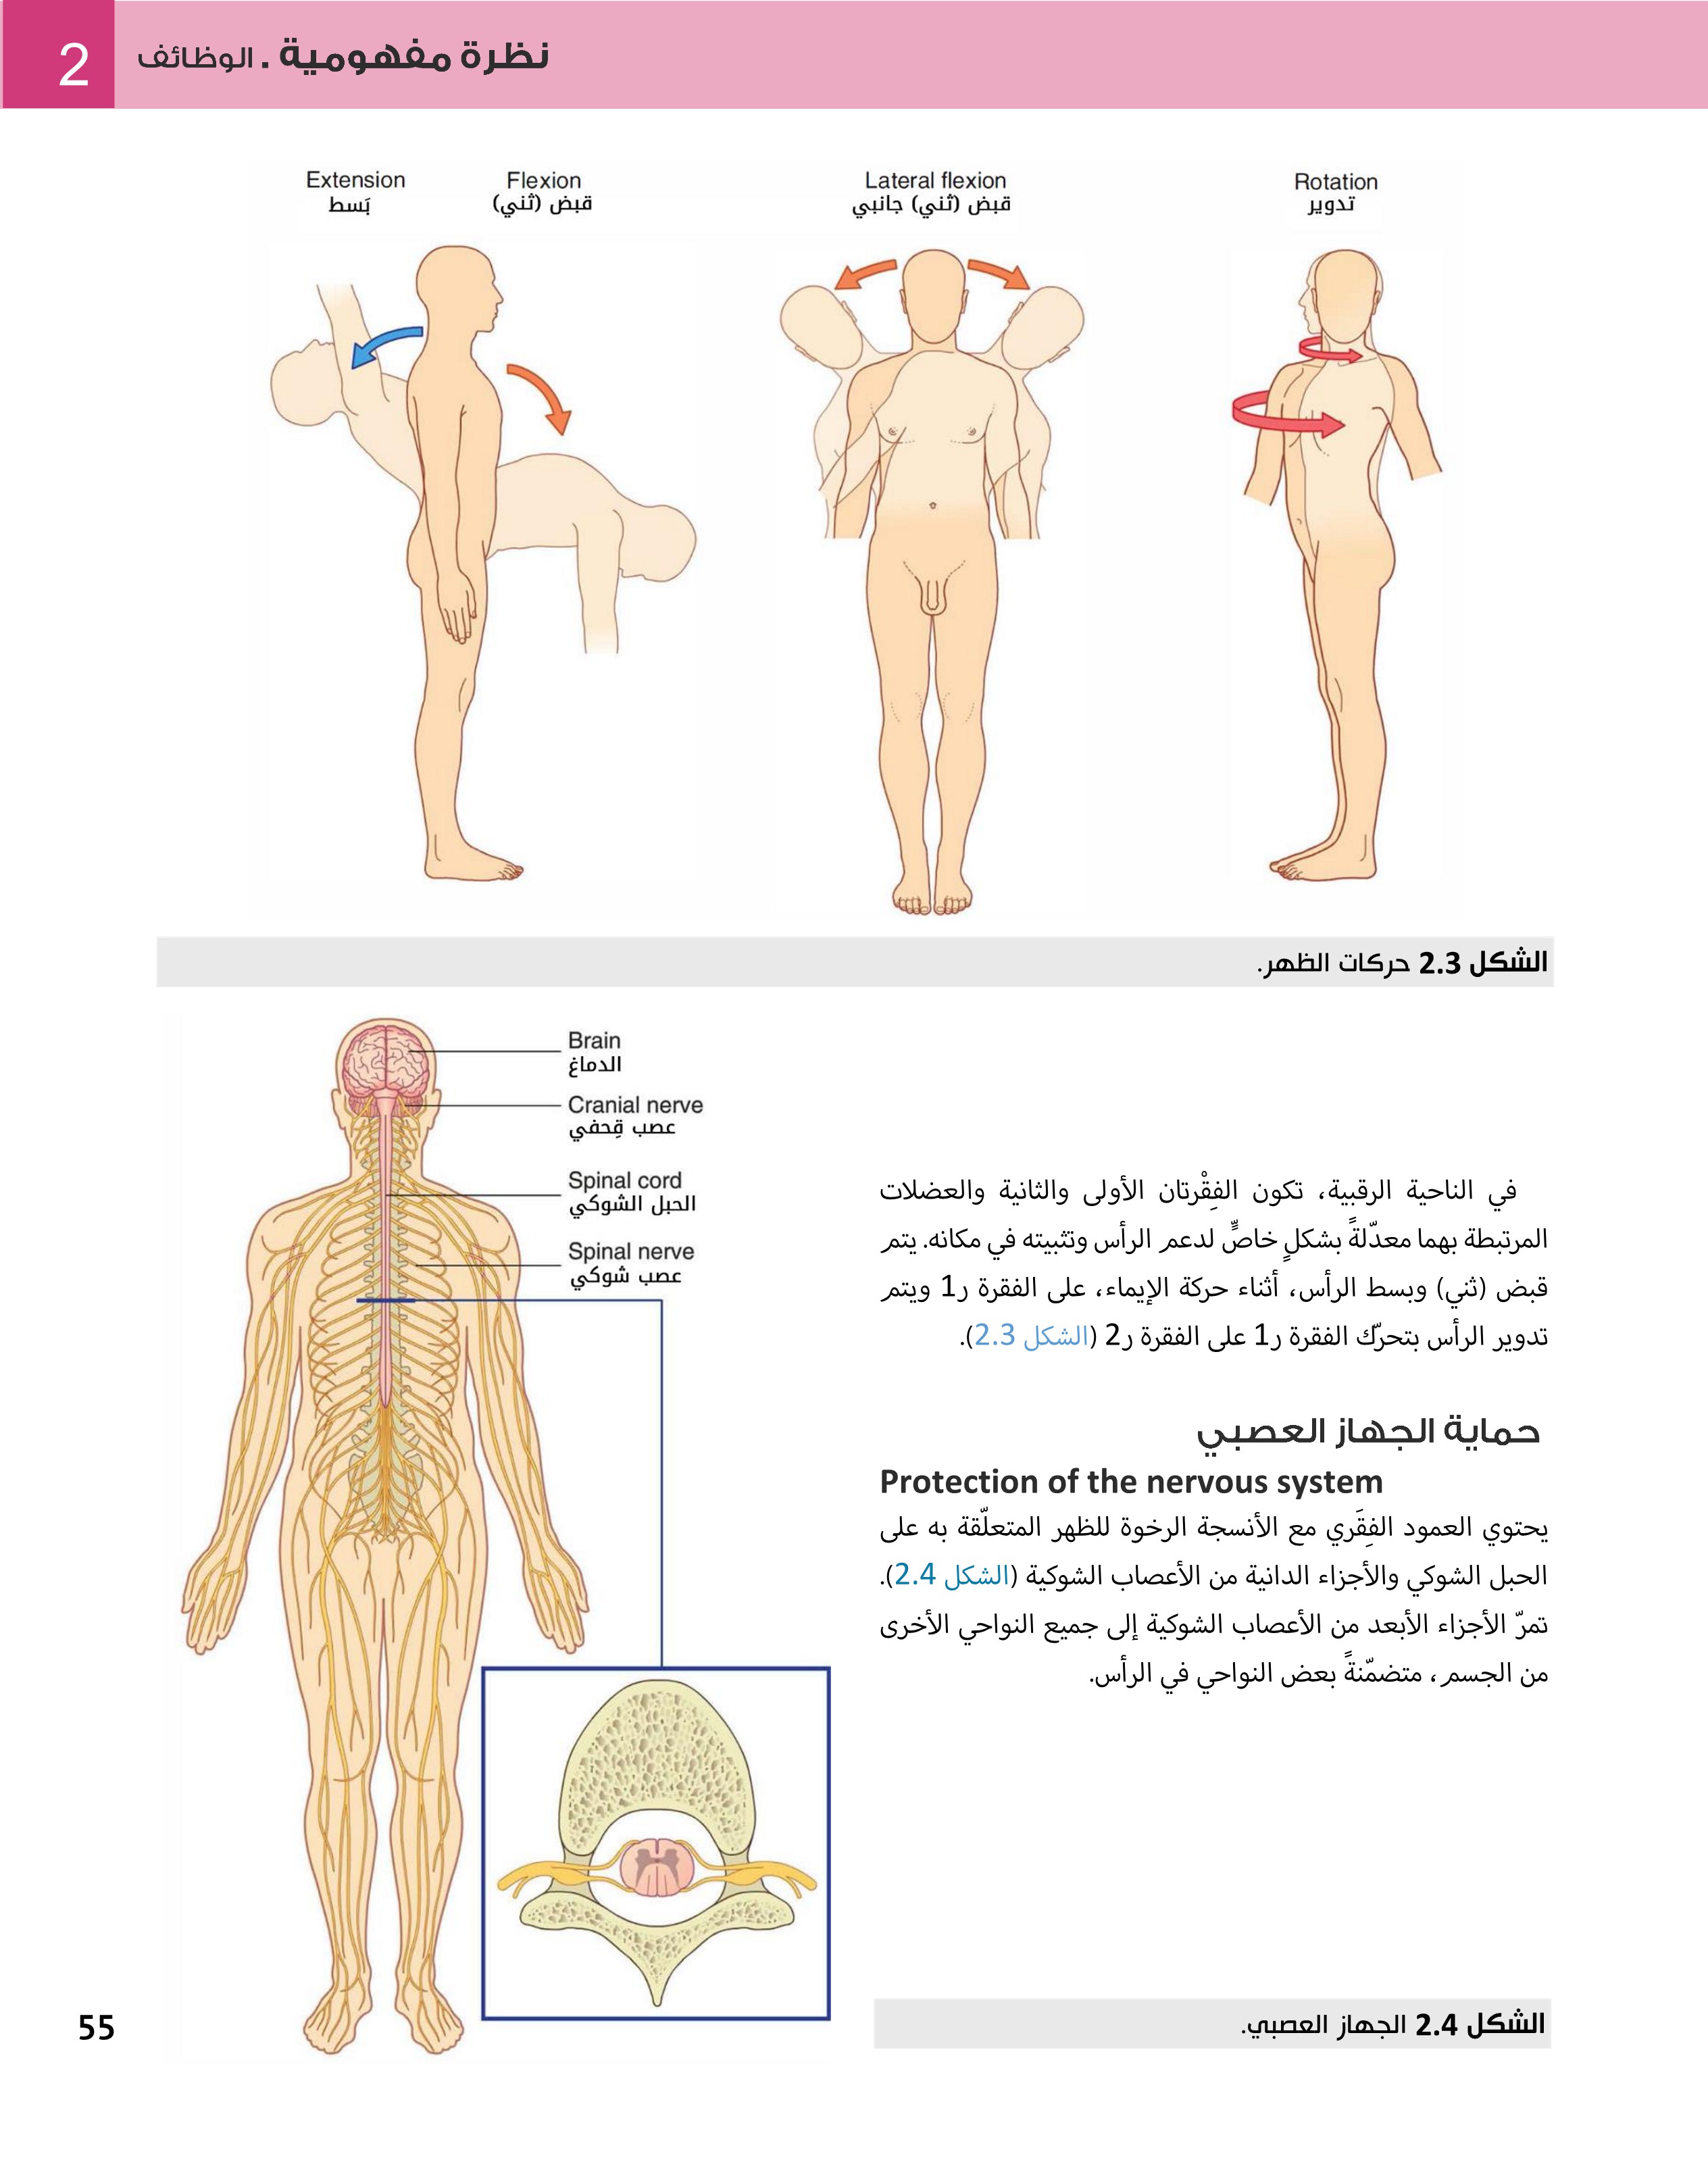 2
نظرة مفهومية . الوظائف
Extension
بَسط
Flexion
قبض (ثني)
Lateral flexion
قبض (ثني) جانبي
Rotation
تدوير
الشكل 2.3 حركات الظهر.
Brain
الدماغ
Cranial nerve
عصب قِحفي
Spinal cord
الحبل الشوكي
Spinal nerve
عصب شوكي
في الناحية الرقبية، تكون الفِقْرتان الأولى والثانية والعضلات
المرتبطة بهما معدّلةً بشكلٍ خاصٍّ لدعم الرأس وتثبيته في مكانه. يتم
قبض (ثني) وبسط الرأس، أثناء حركة الإيماء، على الفقرة ر1 ويتم
تدوير الرأس بتحرّك الفقرة ر1 على الفقرة ر2 (الشكل 2.3).
حماية الجهاز العصبي
Protection of the nervous system
يحتوي العمود الفِقَري مع الأنسجة الرخوة للظهر المتعلّقة به على
الحبل الشوكي والأجزاء الدانية من الأعصاب الشوكية (الشكل 2.4).
تمرّ الأجزاء الأبعد من الأعصاب الشوكية إلى جميع النواحي الأخرى
من الجسم، متضمّنةً بعض النواحي في الرأس.
الشكل 2.4 الجهاز العصبي.
55